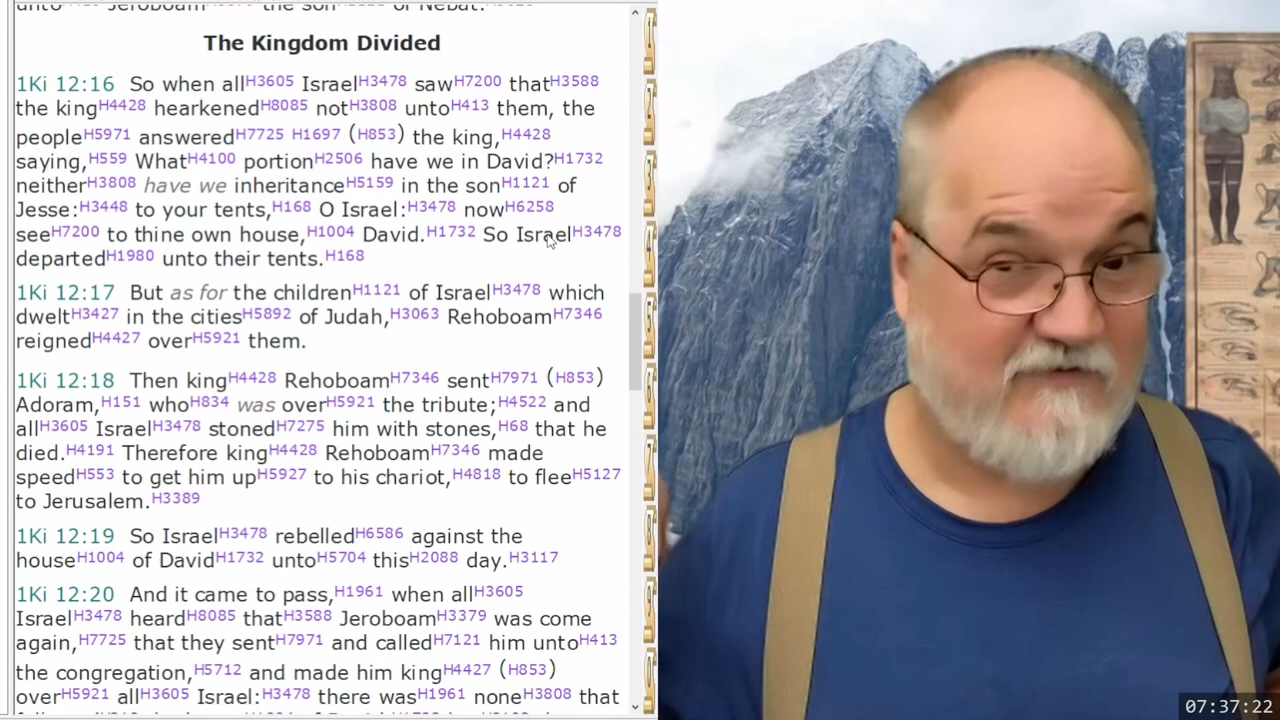 unto Jeroboam the son of Nebat.
The Kingdom Divided
1Ki 12:16 So when allH3605 IsraelH3478 sawH7200 thatH3588
the kingH4428 hearkenedH8085 notH3808 untoH413 them, the
peopleH5971 answeredH7725 H1697 (H853) the king,H4428
saying,H559 WhatH4100 portionH2506 have we in David?H1732
neitherH3808 have we inheritanceH5159 in the sonH1121 of
Jesse:H3448 to your tents,H168 O Israel:H3478 nowH6258
seeH7200 to thine own house,H1004 David.H1732 So IsraelH3478
departedH1980 unto their tents.H168
1Ki 12:17 But as for the childrenH1121 of IsraelH3478 which
dweltH3427 in the citiesH5892 of Judah,H3063 RehoboamH7346
reignedH4427 overH5921 them.
1Ki 12:18 Then kingH4428 RehoboamH7346 sentH7971 (H853)
Adoram,H151 whoH834 was overH5921 the tribute;H4522 and
allH3605 IsraelH3478 stonedH7275 him with stones,H68 that he
died.H4191 Therefore kingH4428 RehoboamH7346 made
speedH553 to get him upH5927 to his chariot,H4818 to fleeH5127
to Jerusalem.H3389
1Ki 12:19 So IsraelH3478 rebelledH6586 against the
houseH1004 of DavidH1732 untoH5704 thisH2088 day.H3117
1Ki 12:20 And it came to pass,H1961 when allH3605
IsraelH3478 heardH8085 thatH3588 JeroboamH3379 was come
again,H7725 that they sentH7971 and calledH7121 him untoH413
the congregation,H5712 and made him kingH4427 (H853)
overH5921 allH3605 Israel:H3478 there wasH1961 noneH3808 that
07:37:22